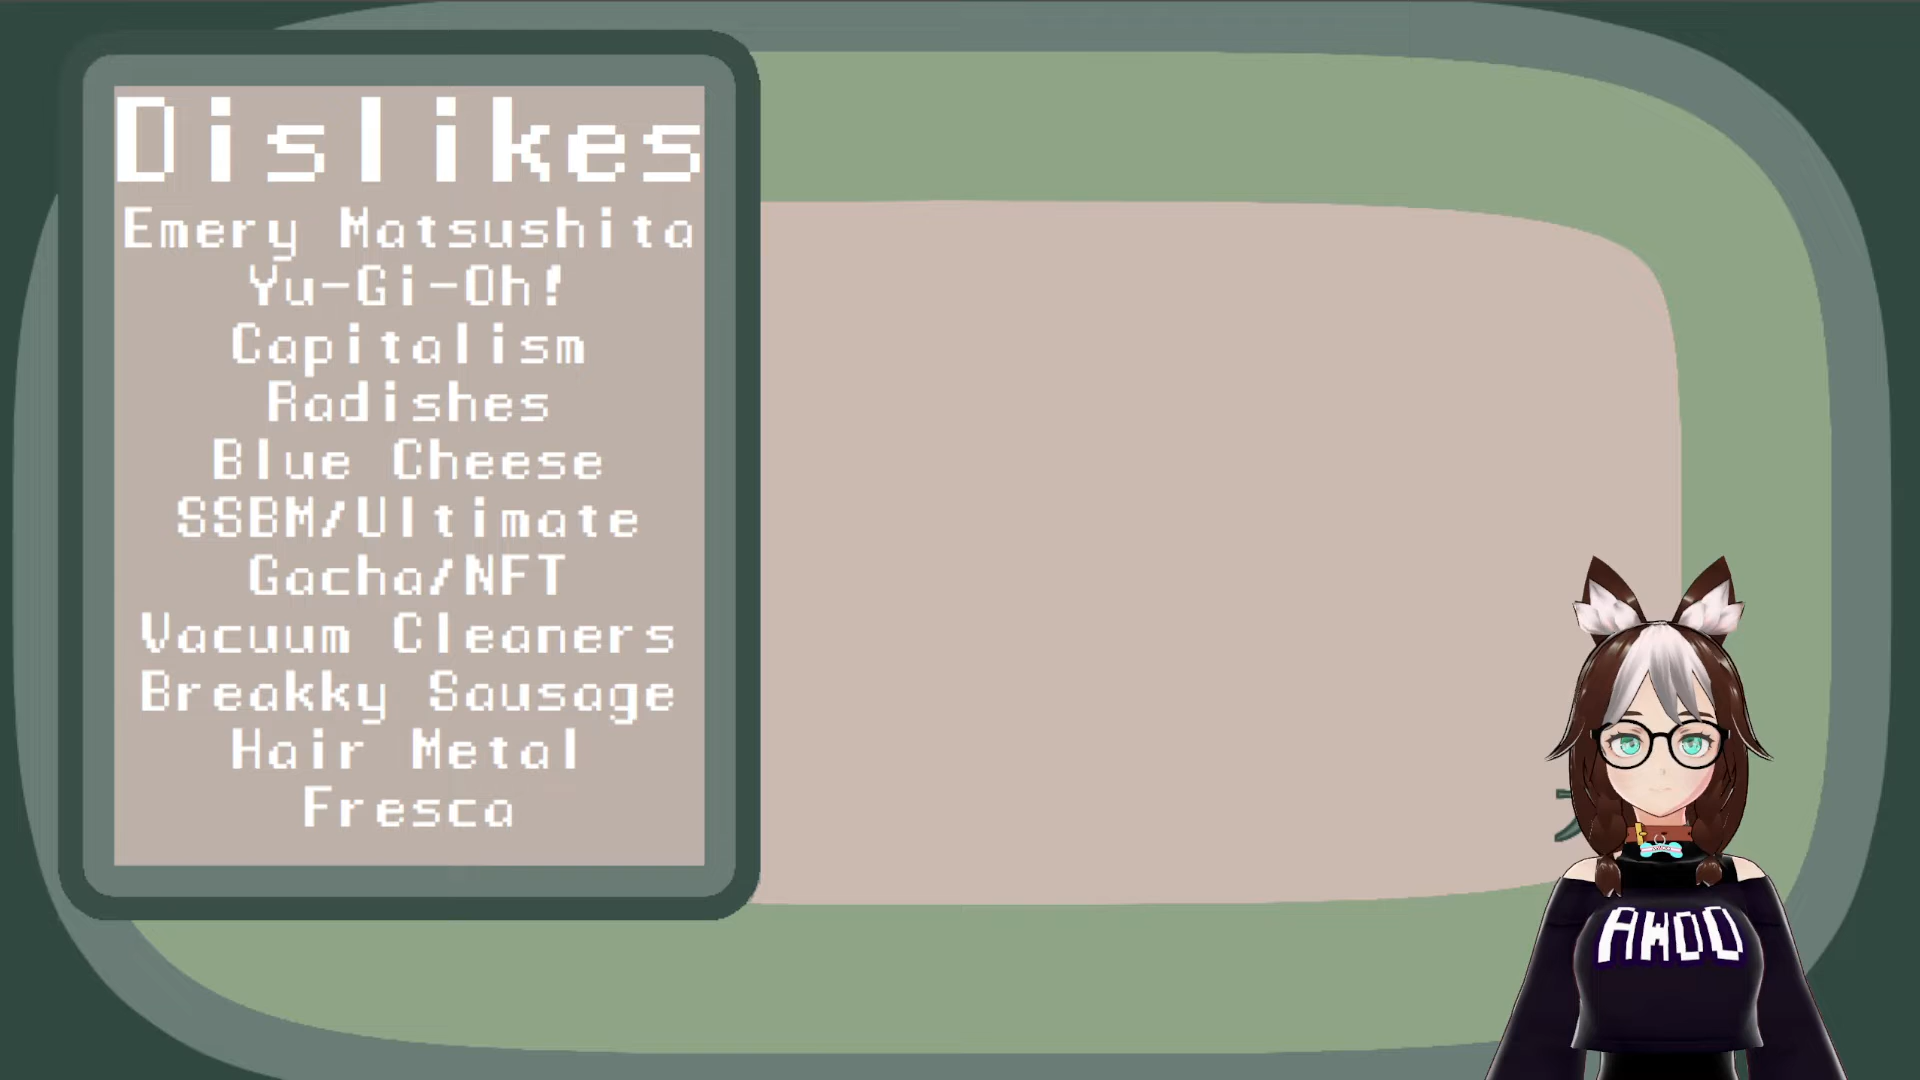 Dislikes
Emery Matsushita
Yu-Gi-Oh!
Capitalism
Radishes
Blue Cheese
SSBM/Ultimate
Gacha/NFT
Vacuum Cleaners
Breakky Sausage
Hair Metal
Fresca
AWOO